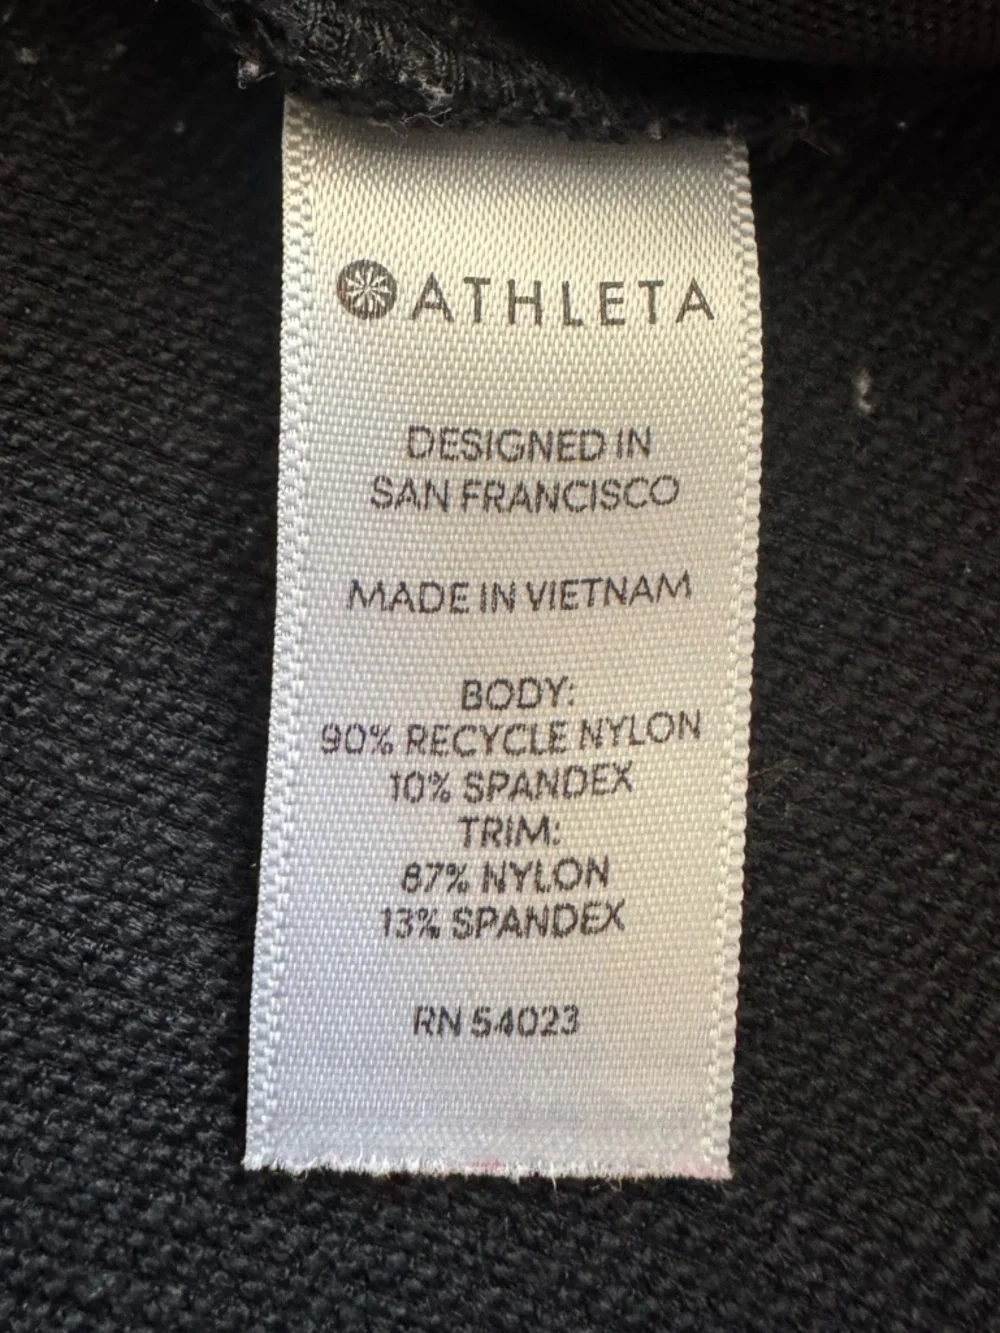 ATHLETA
DESIGNED IN
SAN FRANCISCO
MADE IN VIETNAM
BODY:
90% RECYCLE NYLON
10% SPANDEX
TRIM:
87% NYLON
13% SPANDEX
RN 54023